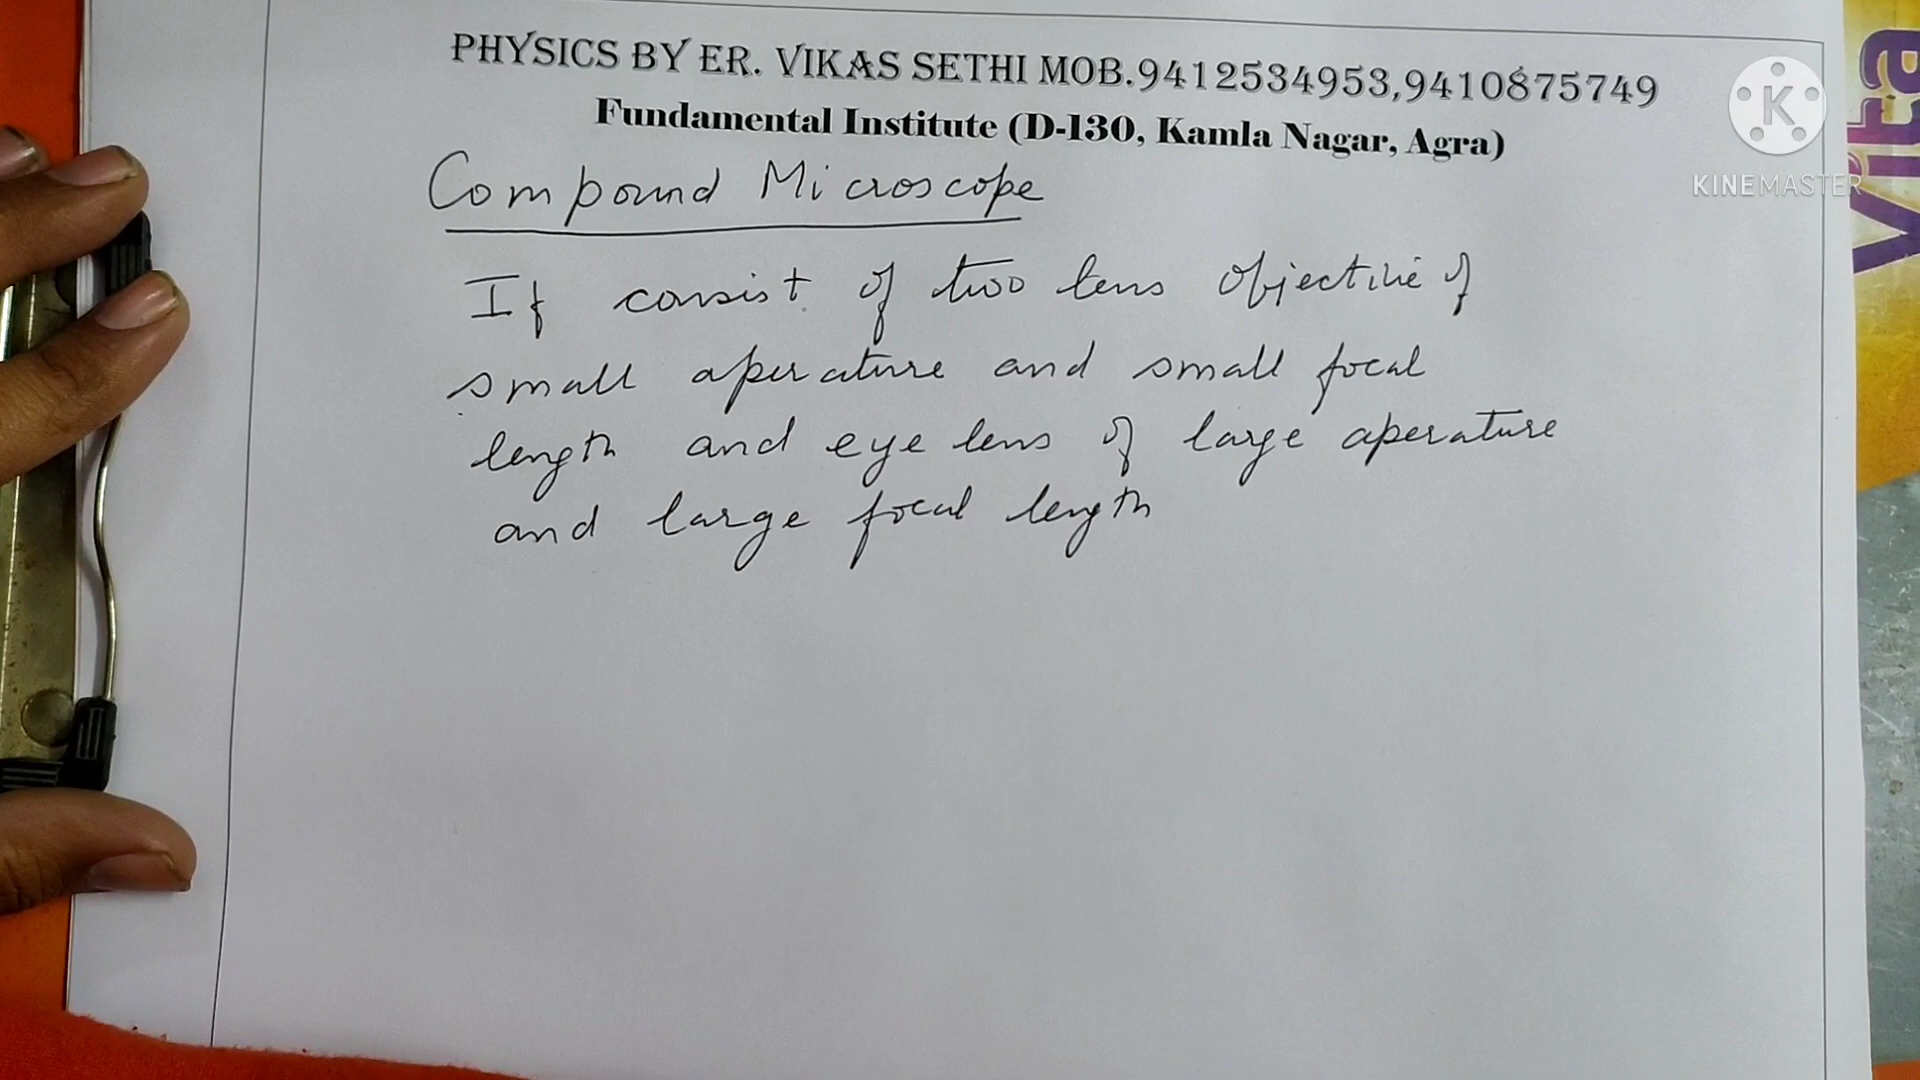 PHYSICS BY ER. VIKAS SETHI MOB.9412534953,9410875749
Fundamental Institute (D-130, Kamla Nagar, Agra)
KINEMASTER
Vita
Compound Microscope
It consist of two lens objective of
small aperature and small focal
length and eye lens of large aperature
and large focal length